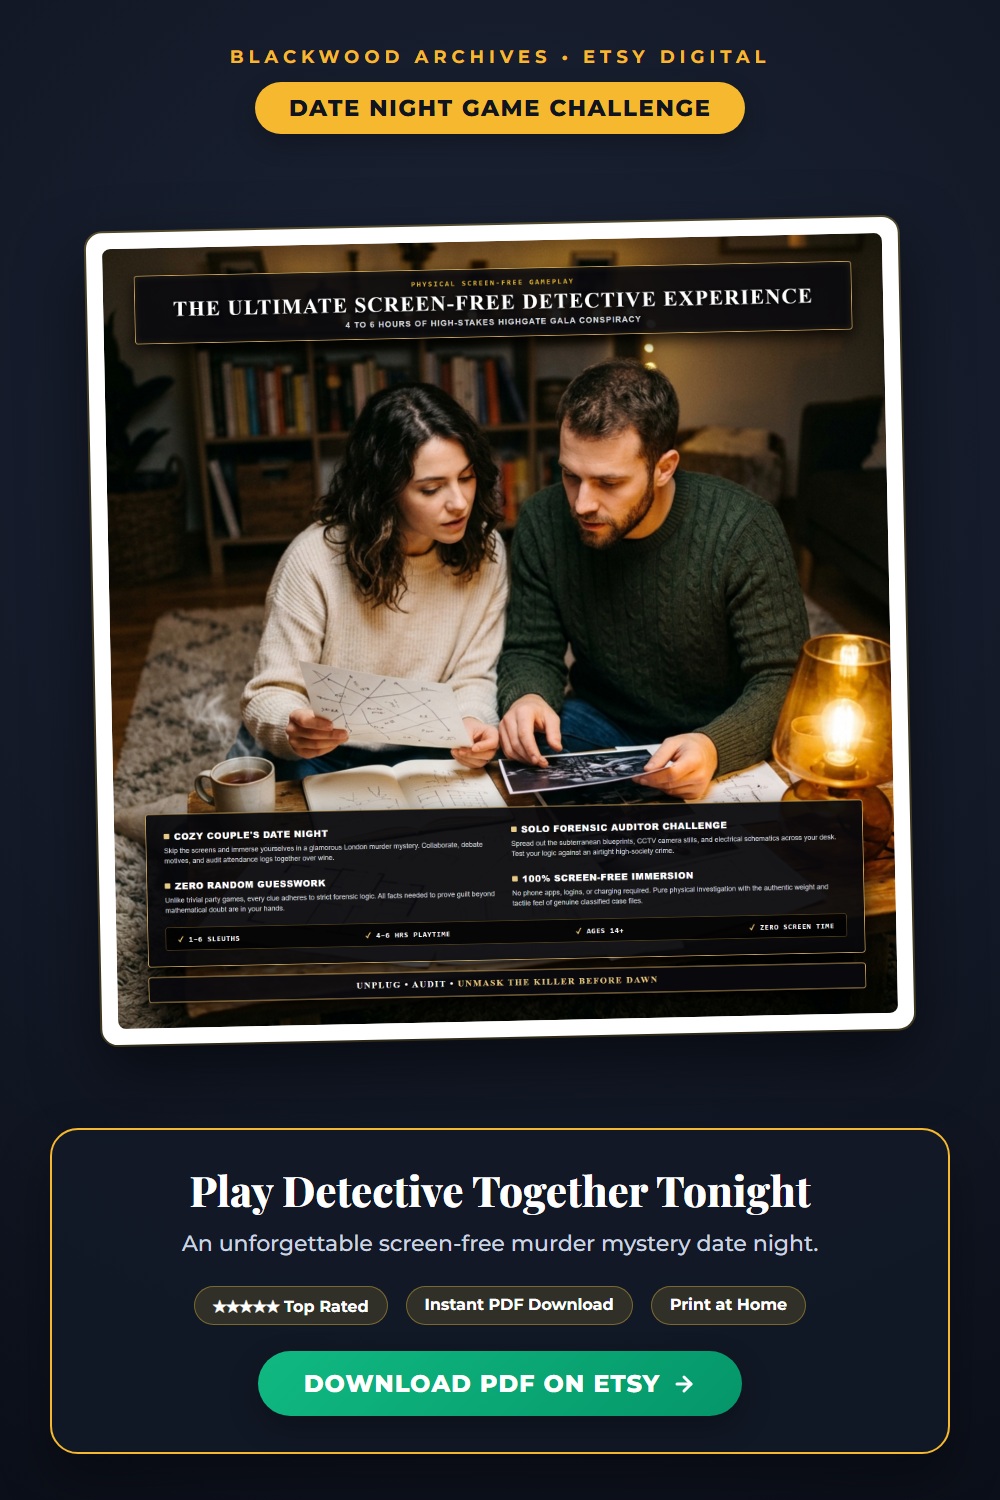 BLACKWOOD ARCHIVES • ETSY DIGITAL
DATE NIGHT GAME CHALLENGE
PHYSICAL SCREEN-FREE GAMEPLAY
THE ULTIMATE SCREEN-FREE DETECTIVE EXPERIENCE
4 TO 6 HOURS OF HIGH-STAKES HIGHGATE GALA CONSPIRACY
COZY COUPLE'S DATE NIGHT
Skip the screens and immerse yourselves in a glamorous London murder mystery. Collaborate, debate
motives, and audit attendance logs together over wine.
ZERO RANDOM GUESSWORK
Unlike trivial party games, every clue adheres to strict forensic logic. All facts needed to prove guilt beyond
mathematical doubt are in your hands.
SOLO FORENSIC AUDITOR CHALLENGE
Spread out the subterranean blueprints, CCTV camera stills, and electrical schematics across your desk.
Test your logic against an airtight high-society crime.
100% SCREEN-FREE IMMERSION
No phone apps, logins, or charging required. Pure physical investigation with the authentic weight and
tactile feel of genuine classified case files.
✓ 1-6 SLEUTHS ✓ 4-6 HRS PLAYTIME ✓ AGES 14+ ✓ ZERO SCREEN TIME
UNPLUG • AUDIT • UNMASK THE KILLER BEFORE DAWN
Play Detective Together Tonight
An unforgettable screen-free murder mystery date night.
★★★★★ Top Rated Instant PDF Download Print at Home
DOWNLOAD PDF ON ETSY →